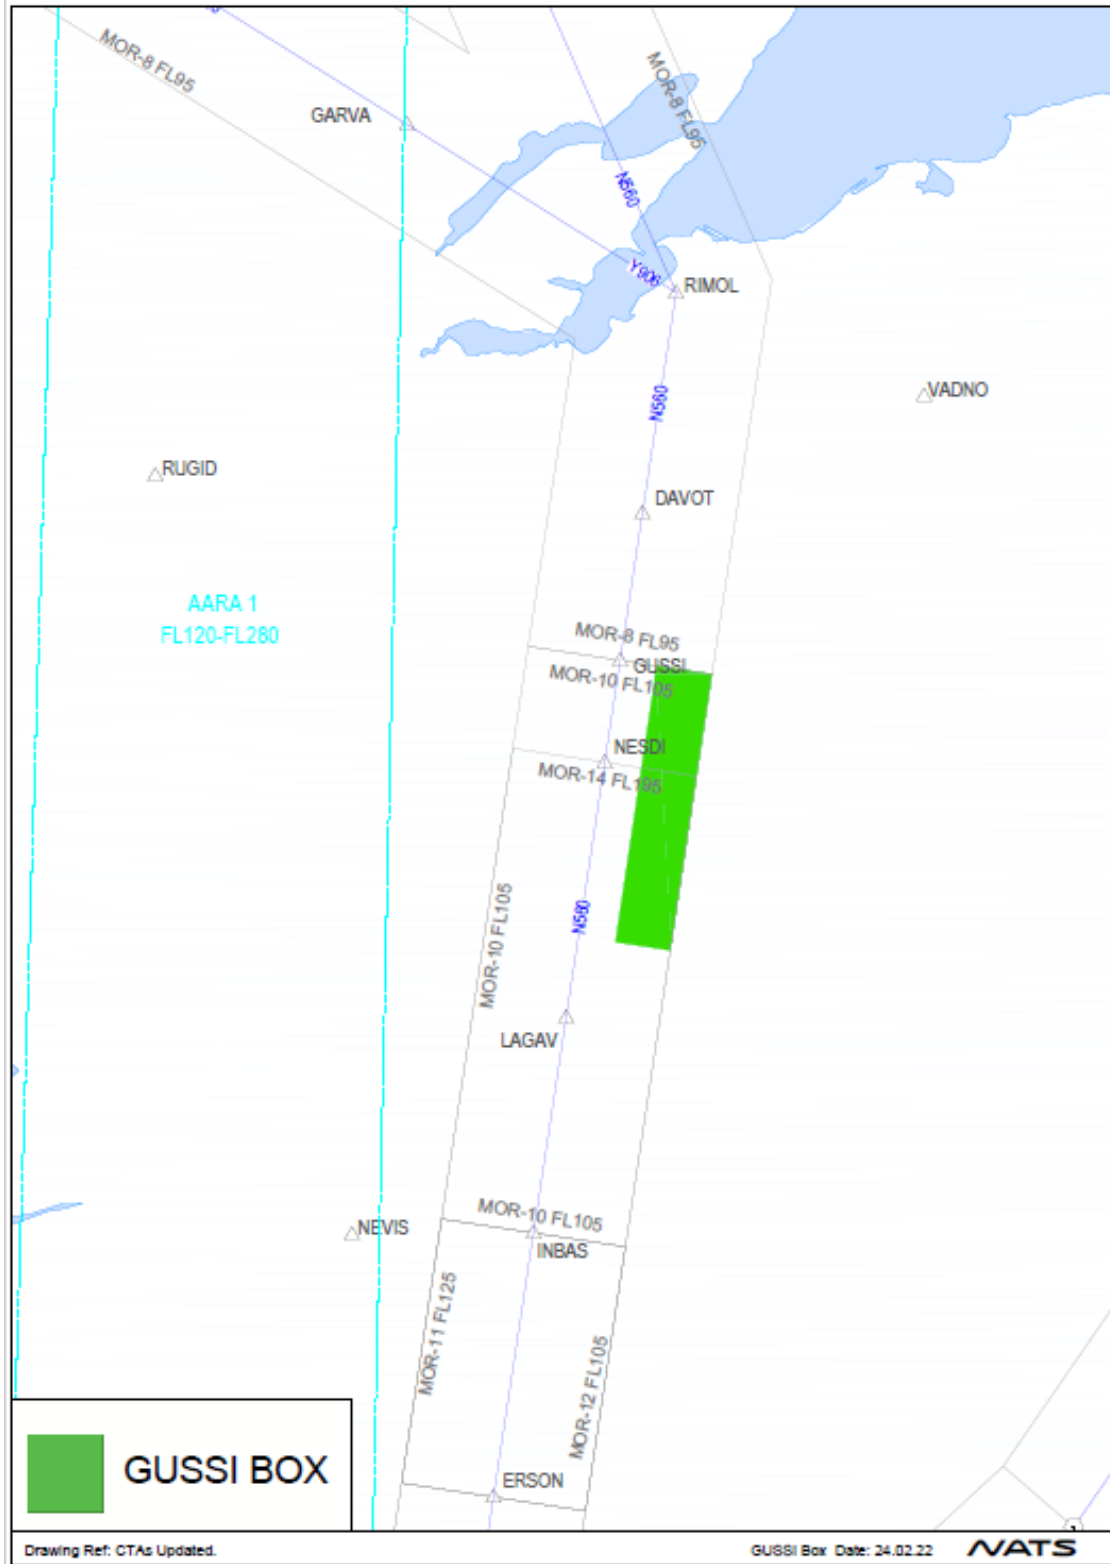 MOR-8 FL95
MOR-8 FL95
GARVA
N560
Y906
RIMOL
N560
VADNO
RUGID
DAVOT
AARA 1
FL120-FL280
MOR-8 FL95
GUSSI
MOR-10 FL105
NESDI
MOR-14 FL195
MOR-10 FL105
N560
LAGAV
NEVIS
MOR-10 FL105
INBAS
MOR-11 FL125
MOR-12 FL105
ERSON
GUSSI BOX
Drawing Ref: CTAs Updated.
GUSSI Box Date: 24.02.22
NATS